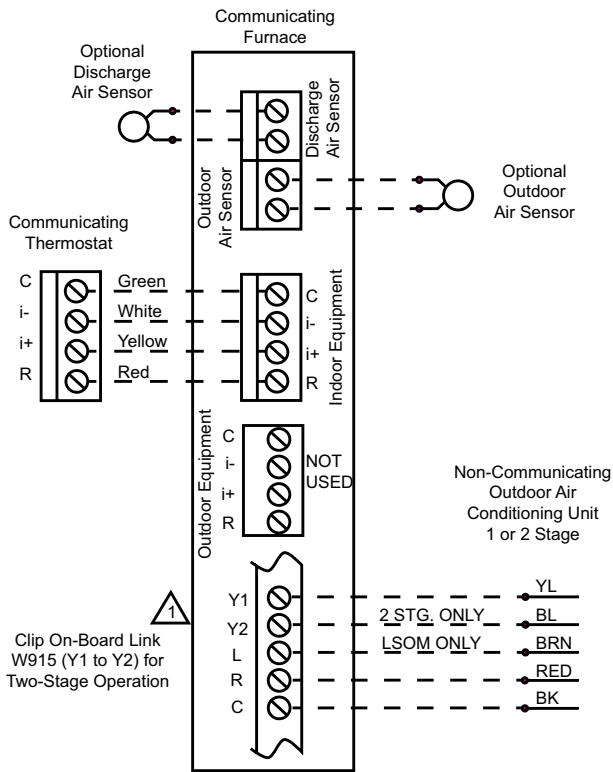 Communicating
Furnace
Optional
Discharge
Air Sensor
Discharge
Air Sensor
Outdoor
Air Sensor
Optional
Outdoor
Air Sensor
Communicating
Thermostat
C
i-
i+
R
Green
White
Yellow
Red
C
i-
i+
R
Indoor Equipment
Outdoor Equipment
C
i-
i+
R
NOT
USED
Non-Communicating
Outdoor Air
Conditioning Unit
1 or 2 Stage
1
Clip On-Board Link
W915 (Y1 to Y2) for
Two-Stage Operation
Y1
Y2
L
R
C
2 STG. ONLY
LSOM ONLY
YL
BL
BRN
RED
BK